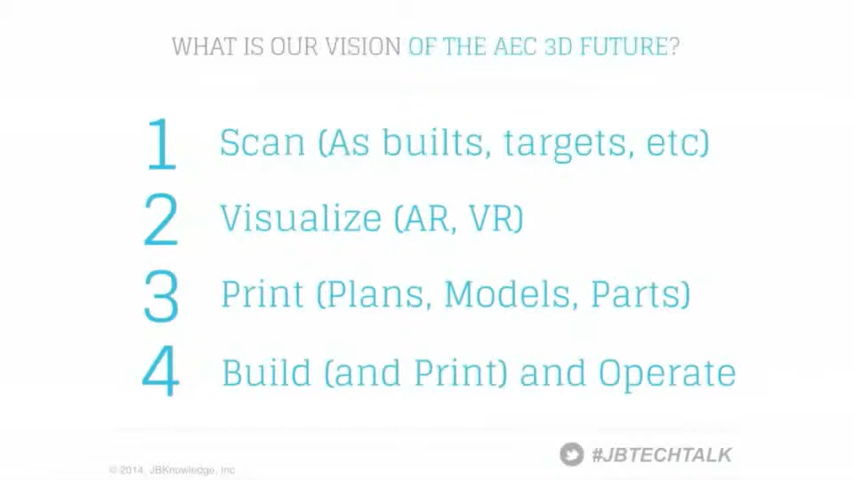 WHAT IS OUR VISION OF THE AEC 3D FUTURE?
1 Scan (As builts, targets, etc)
2 Visualize (AR, VR)
3 Print (Plans, Models, Parts)
4 Build (and Print) and Operate
#JBTECHTALK
© 2014, JBKnowledge, Inc